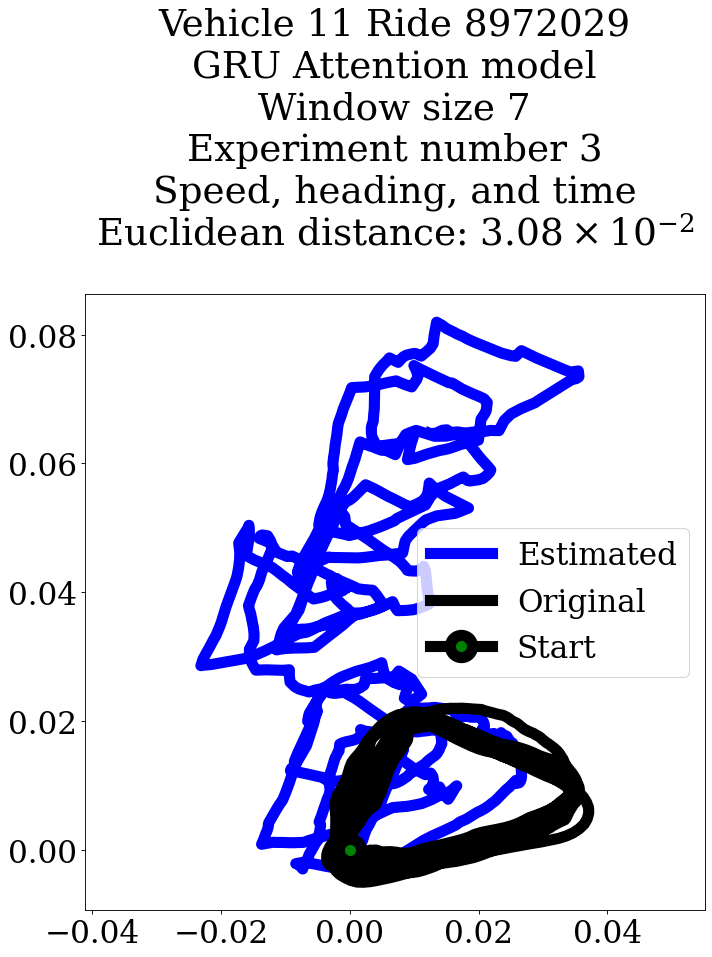 Vehicle 11 Ride 8972029
GRU Attention model
Window size 7
Experiment number 3
Speed, heading, and time
Euclidean distance: 3.08 × 10⁻²
0.08
0.06
0.04
0.02
0.00
Estimated
Original
Start
−0.04 −0.02 0.00 0.02 0.04